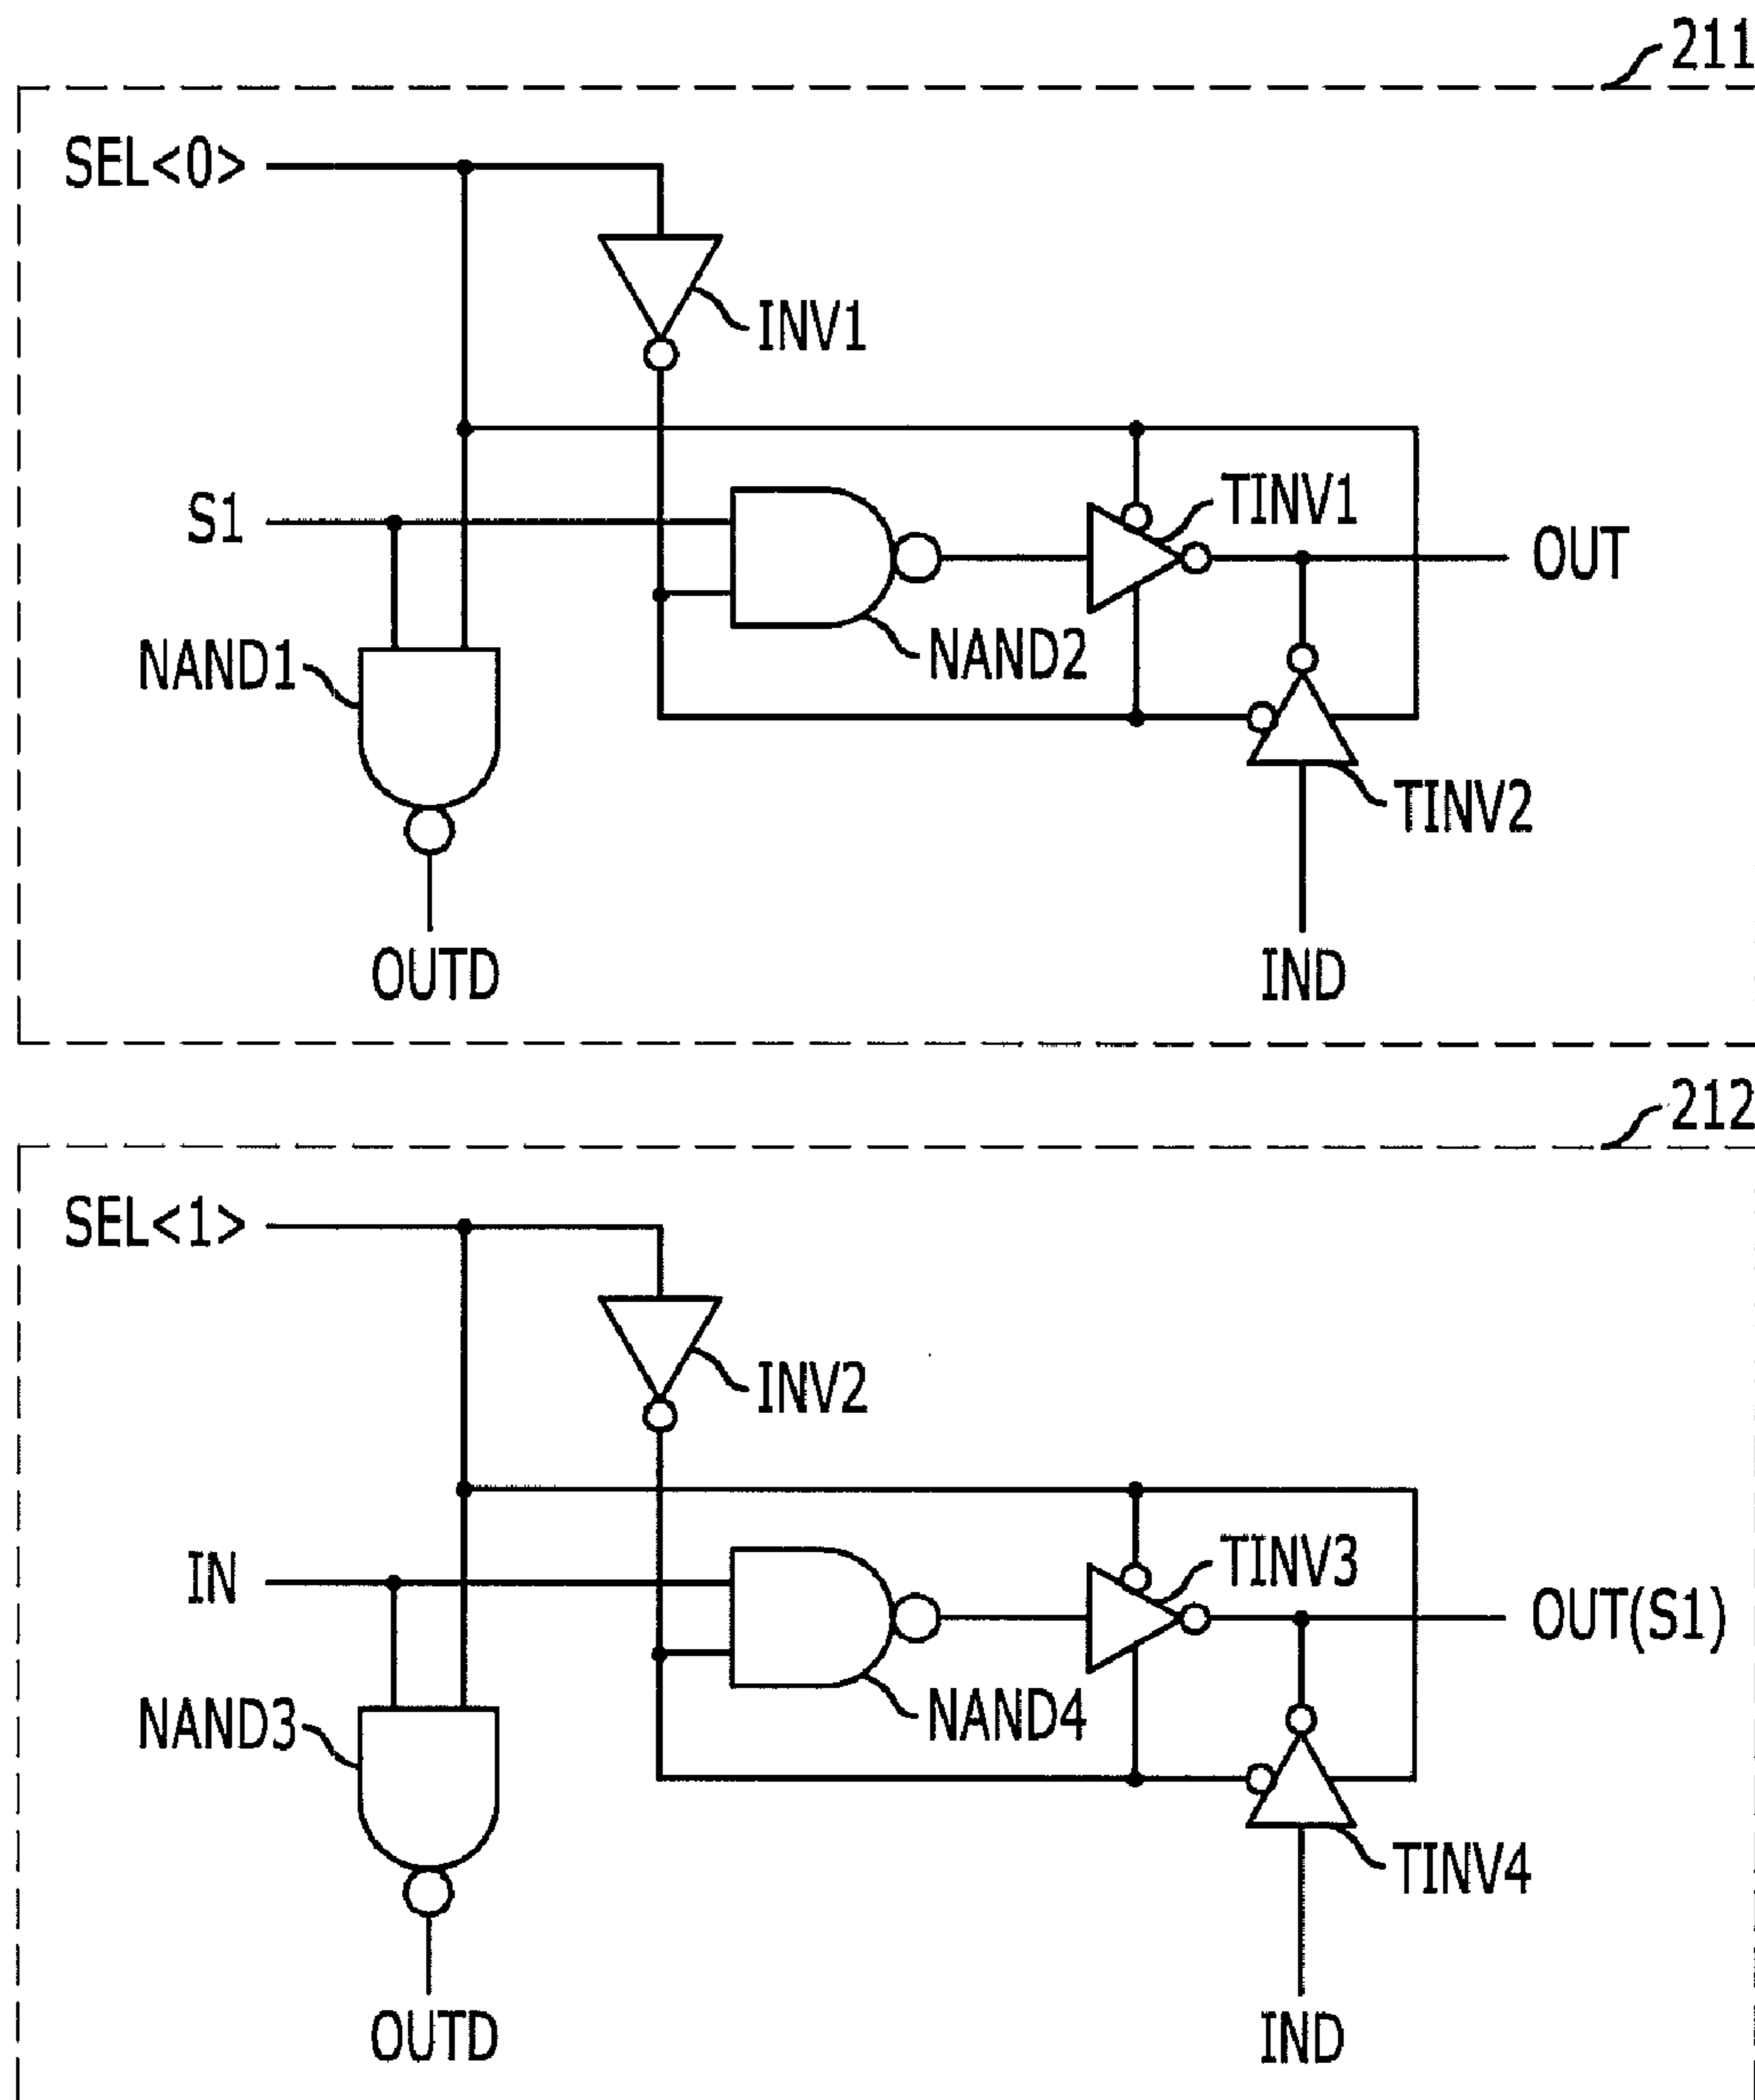 211
SEL<0>
INV1
S1
TINV1
OUT
NAND1
NAND2
TINV2
OUTD
IND
212
SEL<1>
INV2
IN
TINV3
OUT(S1)
NAND3
NAND4
TINV4
OUTD
IND